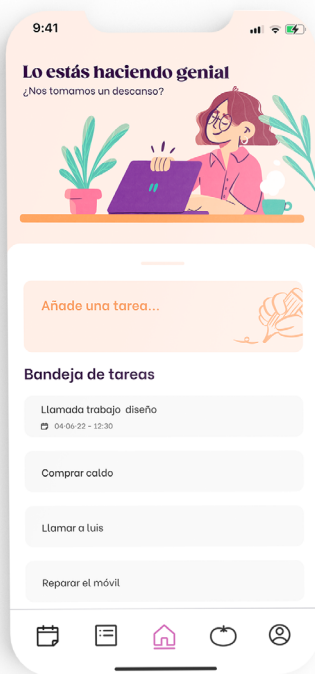 9:41
Lo estás haciendo genial
¿Nos tomamos un descanso?
Añade una tarea...
Bandeja de tareas
Llamada trabajo diseño
04-06-22 - 12:30
Comprar caldo
Llamar a luis
Reparar el móvil